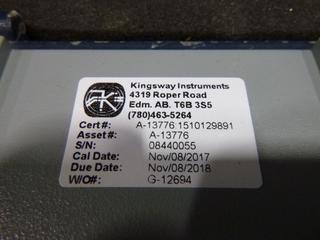 Kingsway Instruments
4319 Roper Road
Edm. AB. T6B 3S5
(780)463-5264
Cert#: A-13776.1510129891
Asset#: A-13776
S/N: 08440055
Cal Date: Nov/08/2017
Due Date: Nov/08/2018
W/O#: G-12694